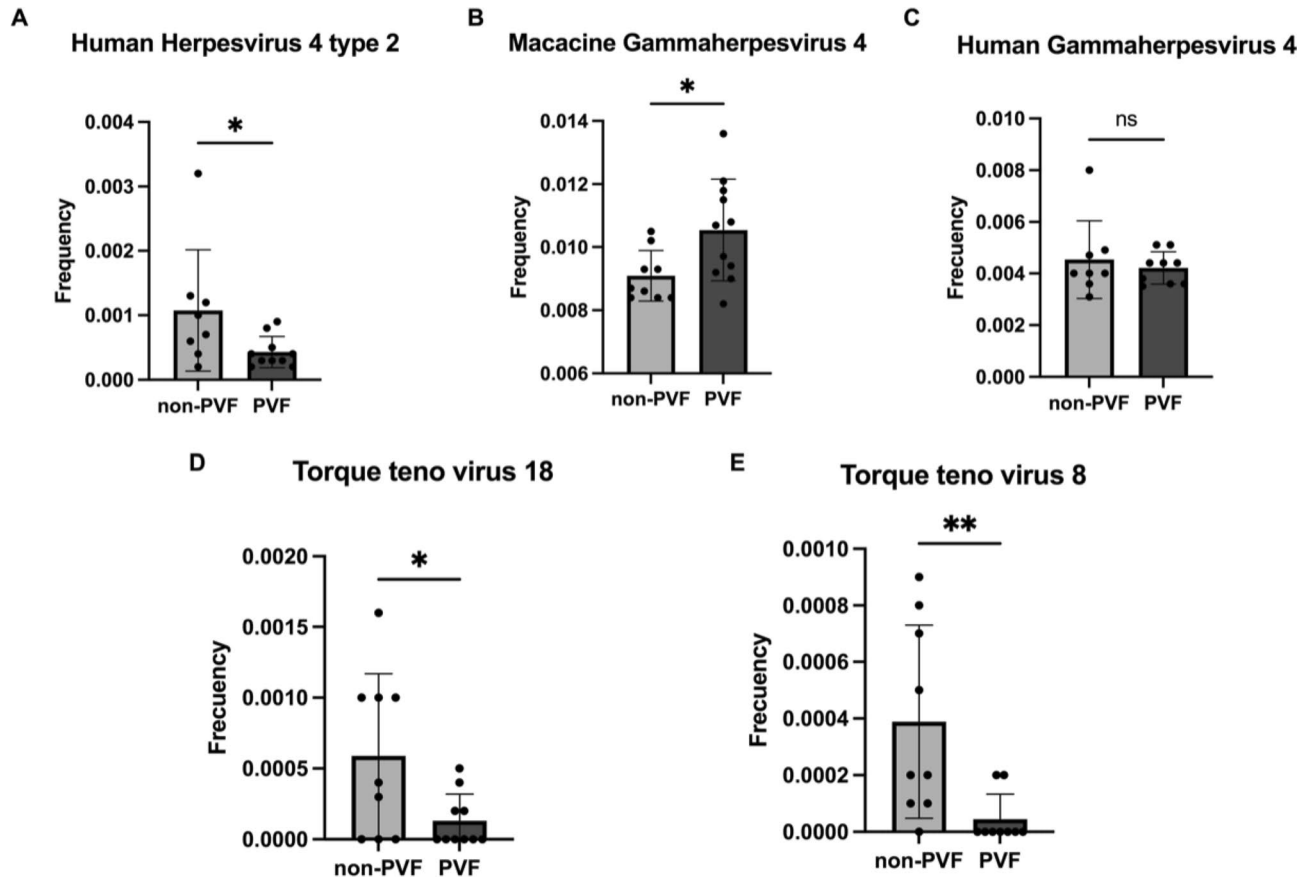 A
Human Herpesvirus 4 type 2
*
0.004
0.003
0.002
0.001
0.000
Frequency
non-PVF PVF
B
Macacine Gammaherpesvirus 4
*
0.014
0.012
0.010
0.008
0.006
Frequency
non-PVF PVF
C
Human Gammaherpesvirus 4
ns
0.010
0.008
0.006
0.004
0.002
0.000
Frecuency
non-PVF PVF
D
Torque teno virus 18
*
0.0020
0.0015
0.0010
0.0005
0.0000
Frecuency
non-PVF PVF
E
Torque teno virus 8
**
0.0010
0.0008
0.0006
0.0004
0.0002
0.0000
Frecuency
non-PVF PVF